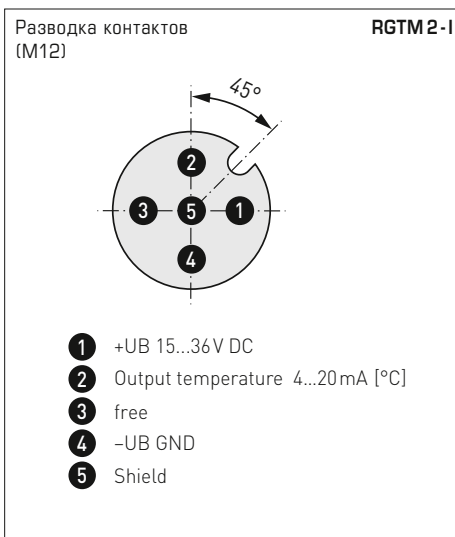 Разводка контактов RGTM 2 - I
(M12)
45°
2
3 5 1
4
1 +UB 15...36 V DC
2 Output temperature 4...20 mA [°C]
3 free
4 –UB GND
5 Shield